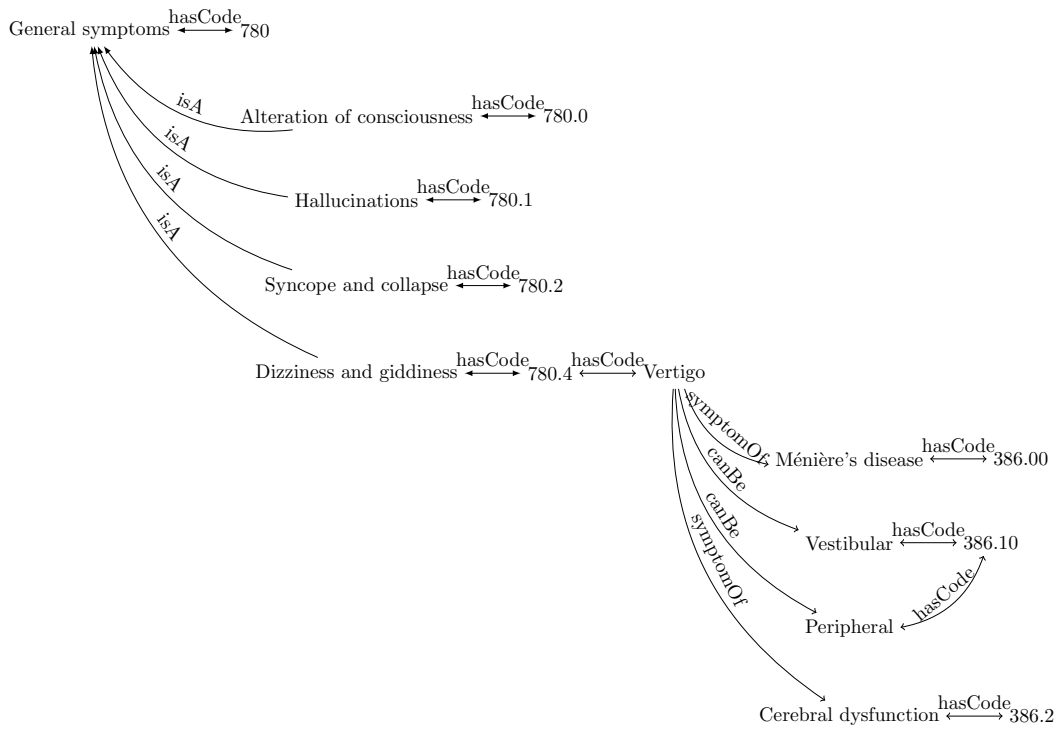 General symptoms hasCode 780
isA
Alteration of consciousness hasCode 780.0
isA
Hallucinations hasCode 780.1
isA
Syncope and collapse hasCode 780.2
isA
Dizziness and giddiness hasCode 780.4 hasCode Vertigo
symptomOf
Ménière's disease hasCode 386.00
canBe
Vestibular hasCode 386.10
canBe
hasCode
Peripheral
symptomOf
Cerebral dysfunction hasCode 386.2